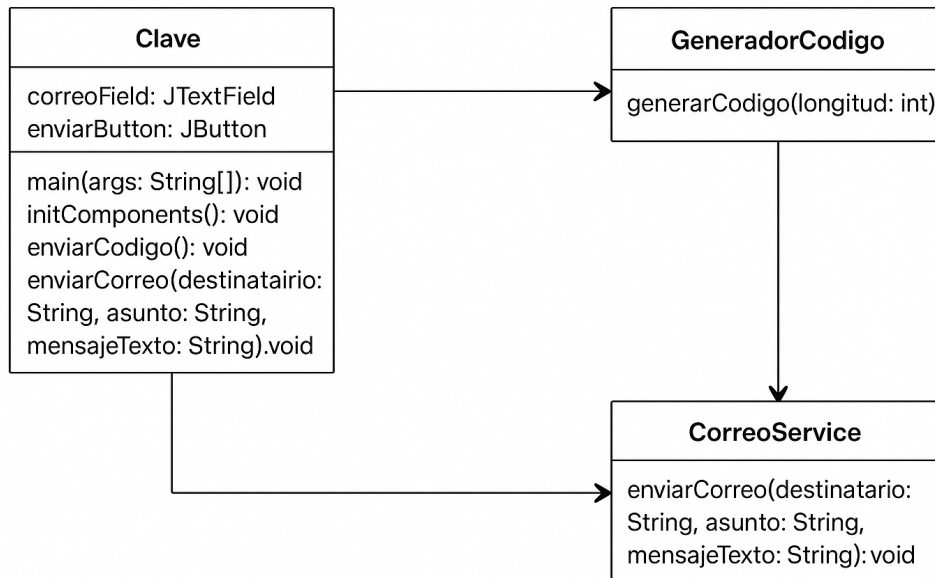 Clave
correoField: JTextField
enviarButton: JButton
main(args: String[]): void
initComponents(): void
enviarCodigo(): void
enviarCorreo(destinatairio:
String, asunto: String,
mensajeTexto: String).void
GeneradorCodigo
generarCodigo(longitud: int)
CorreoService
enviarCorreo(destinatario:
String, asunto: String,
mensajeTexto: String): void